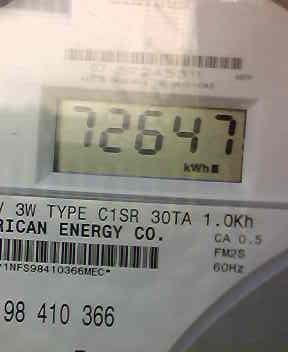 72647
kWh
V 3W TYPE C1SR 30TA 1.0Kh
RICAN ENERGY CO.
CA 0.5
FM2S
60Hz
*1NFS98410366MEC*
98 410 366